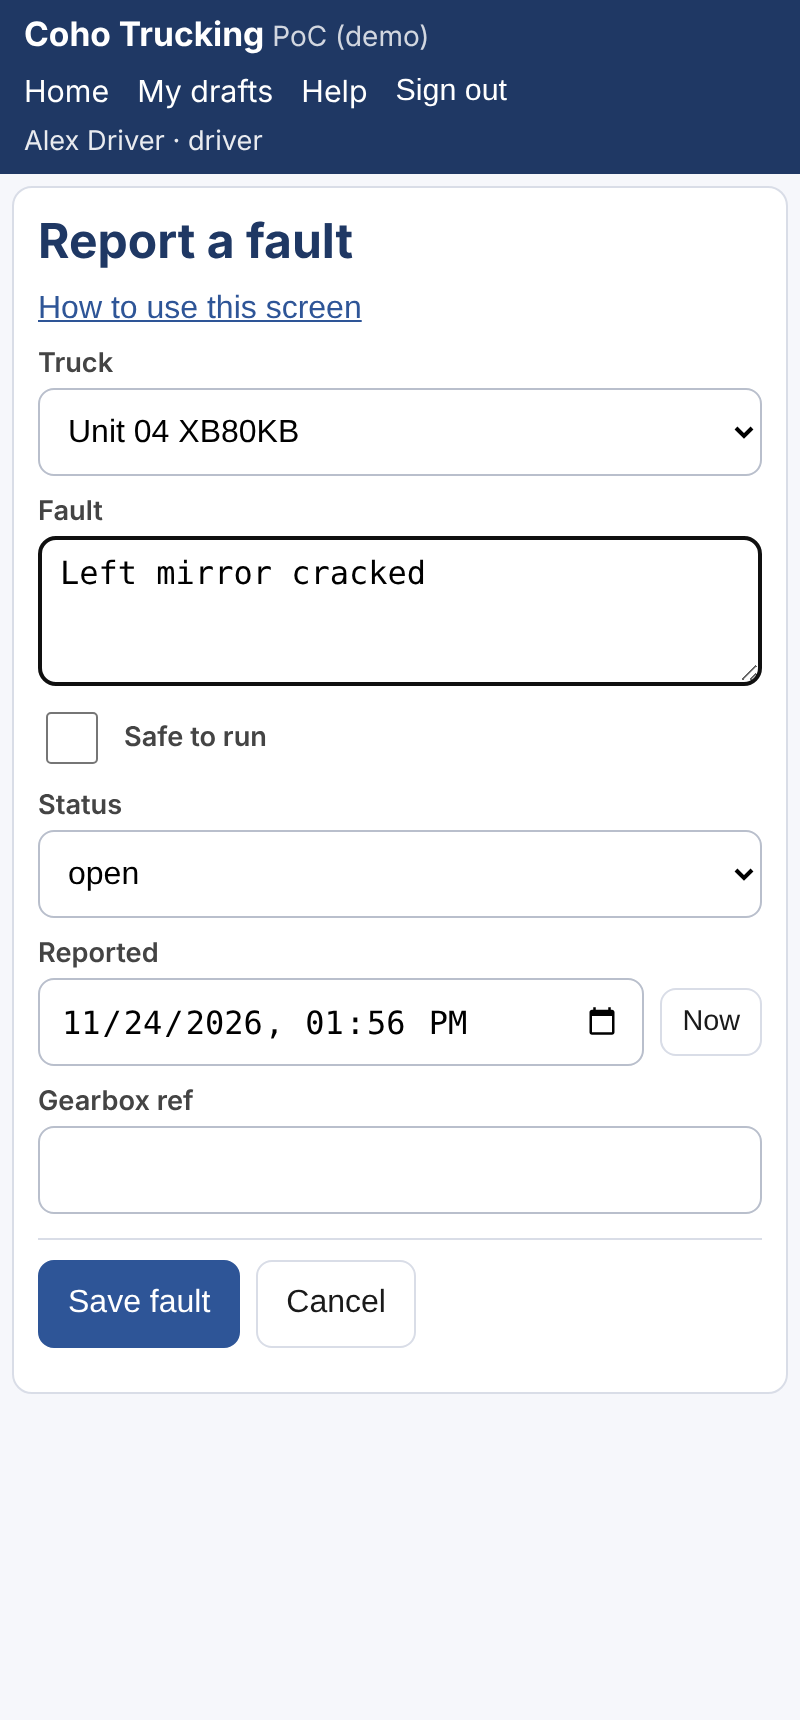 Coho Trucking PoC (demo)
Home My drafts Help Sign out
Alex Driver · driver
Report a fault
How to use this screen
Truck
Unit 04 XB80KB
Fault
Left mirror cracked
Safe to run
Status
open
Reported
11/24/2026, 01:56 PM Now
Gearbox ref
Save fault Cancel